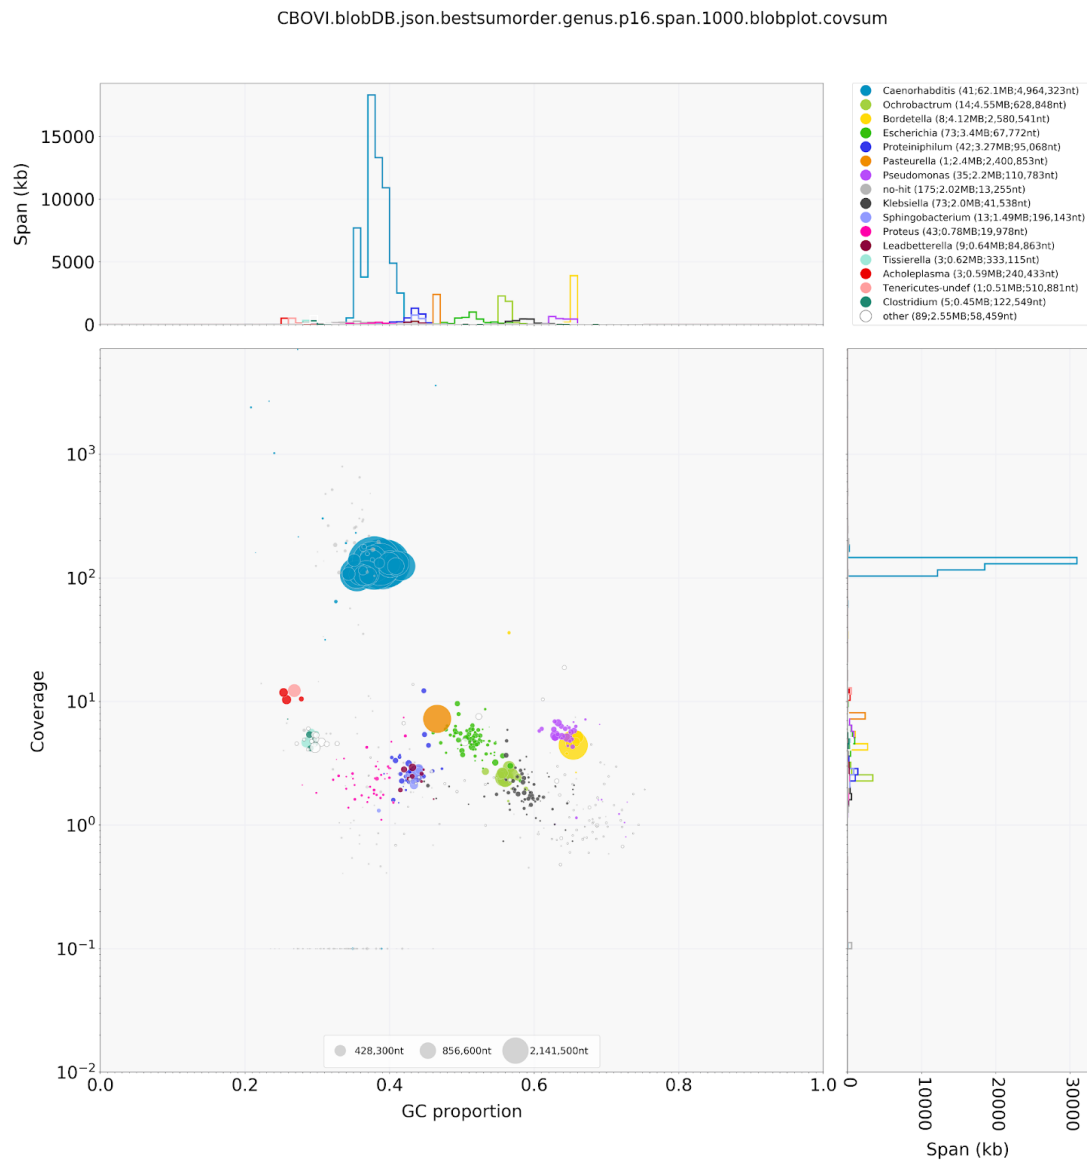 CBOVI.blobDB.json.bestsumorder.genus.p16.span.1000.blobplot.covsum
Span (kb)
15000
10000
5000
0
Caenorhabditis (41;62.1MB;4,964,323nt)
Ochrobactrum (14;4.55MB;628,848nt)
Bordetella (8;4.12MB;2,580,541nt)
Escherichia (73;3.4MB;67,772nt)
Proteiniphilum (42;3.27MB;95,068nt)
Pasteurella (1;2.4MB;2,400,853nt)
Pseudomonas (35;2.2MB;110,783nt)
no-hit (175;2.02MB;13,255nt)
Klebsiella (73;2.0MB;41,538nt)
Sphingobacterium (13;1.49MB;196,143nt)
Proteus (43;0.78MB;19,978nt)
Leadbetterella (9;0.64MB;84,863nt)
Tissierella (3;0.62MB;333,115nt)
Acholeplasma (3;0.59MB;240,433nt)
Tenericutes-undef (1;0.51MB;510,881nt)
Clostridium (5;0.45MB;122,549nt)
other (89;2.55MB;58,459nt)
Coverage
10³
10²
10¹
10⁰
10⁻¹
10⁻²
428,300nt 856,600nt 2,141,500nt
0.0 0.2 0.4 0.6 0.8 1.0
GC proportion
0 10000 20000 30000
Span (kb)